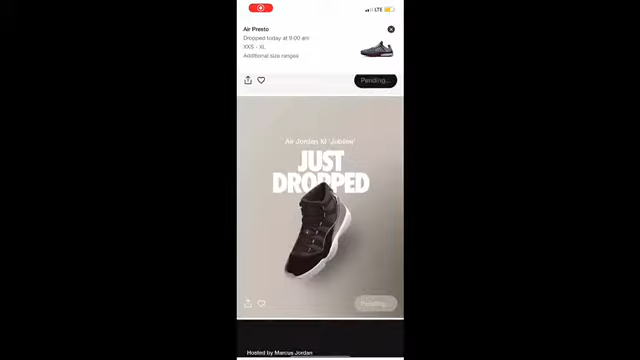 LTE
Air Presto
Dropped today at 9:00 am
XXS - XL
Additional size ranges
Pending...
Air Jordan XI 'Jubilee'
JUST
DROPPED
Pending...
Hosted by Marcus Jordan